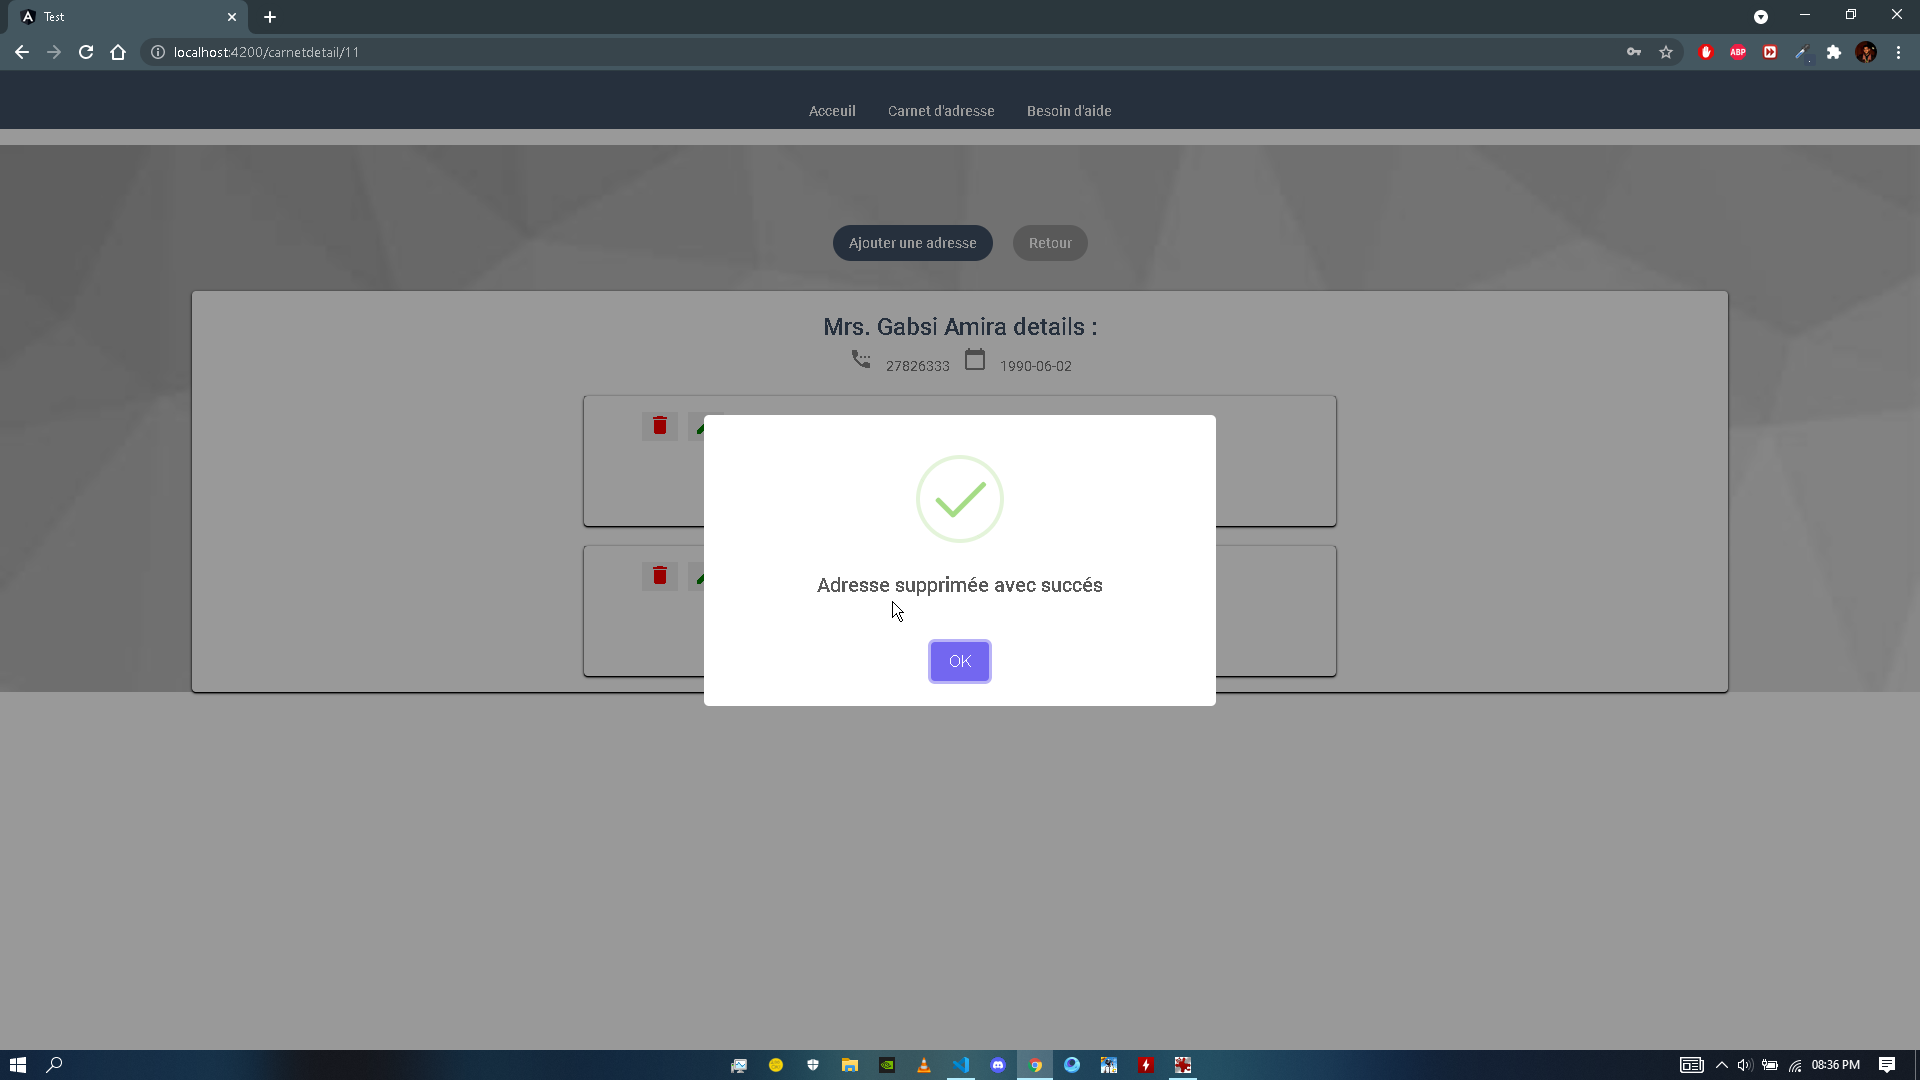 Test
localhost:4200/carnetdetail/11
ABP
Acceuil Carnet d'adresse Besoin d'aide
Ajouter une adresse Retour
Mrs. Gabsi Amira details :
27826333 1990-06-02
Adresse supprimée avec succés
OK
08:36 PM